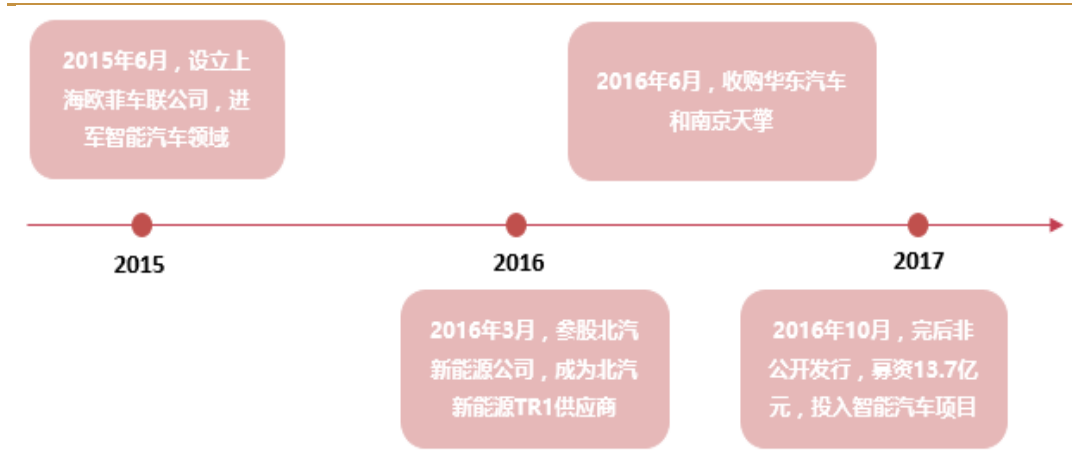 2015年6月，设立上
海欧菲车联公司，进
军智能汽车领域
2016年6月，收购华东汽车
和南京天擎
2015
2016
2017
2016年3月，参股北汽
新能源公司，成为北汽
新能源TR1供应商
2016年10月，完后非
公开发行，募资13.7亿
元，投入智能汽车项目